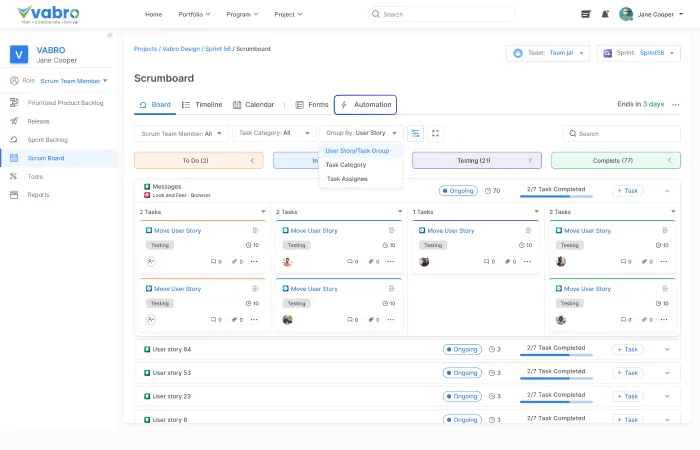 vabro
Plan • Collaborate • Deliver
Home
Portfolio
Program
Project
Search
Jane Cooper
V
VABRO
Jane Cooper
Role
Scrum Team Member
Prioritized Product Backlog
Release
Sprint Backlog
Scrum Board
Tools
Reports
Projects / Vabro Design / Sprint 56 / Scrumboard
Team: Team jai
Sprint: Sprint56
Scrumboard
Board
Timeline
Calendar
Forms
Automation
Ends in 3 days
Scrum Team Member: All
Task Category: All
Group By: User Story
Search
User Story/Task Group
Task Category
Task Assignee
To Do (2)
In
Testing (21)
Complete (77)
Messages
Look and Feel - Browser
Ongoing
70
2/7 Task Completed
+ Task
2 Tasks
2 Tasks
1 Tasks
2 Tasks
Move User Story
Move User Story
Move User Story
Move User Story
Testing 10
Testing 10
Testing 10
Testing 10
0 0
0 0
0 0
0 0
Move User Story
Move User Story
Move User Story
Testing 10
Testing 10
Testing 10
0 0
0 0
0 0
User story 64 Ongoing 3 2/7 Task Completed + Task
User story 53 Ongoing 3 2/7 Task Completed + Task
User story 23 Ongoing 3 2/7 Task Completed + Task
User story 8 Ongoing 3 2/7 Task Completed + Task